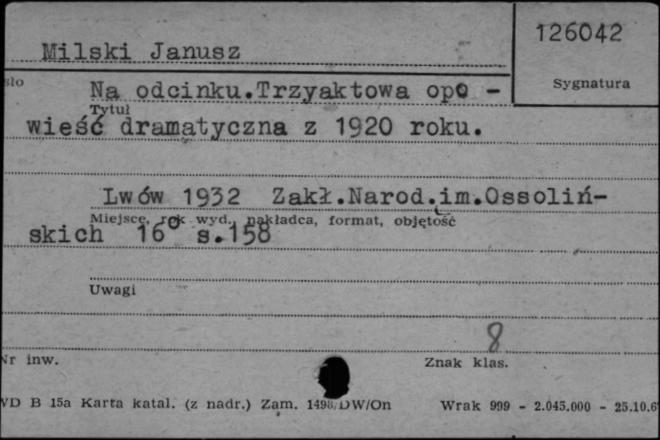 126042
Milski Janusz
Sygnatura
sło
Na odcinku.Trzyaktowa opo -
Tytuł
wieść dramatyczna z 1920 roku.
Lwów 1932 Zakł.Narod.im.Ossoliń-
Miejsce, rok wyd., nakładca, format, objętość
skich 16° s.158
Uwagi
8
Nr inw.
Znak klas.
WD B 15a Karta katal. (z nadr.) Zam. 1498/DW/On Wrak 999 - 2.045.000 - 25.10.6